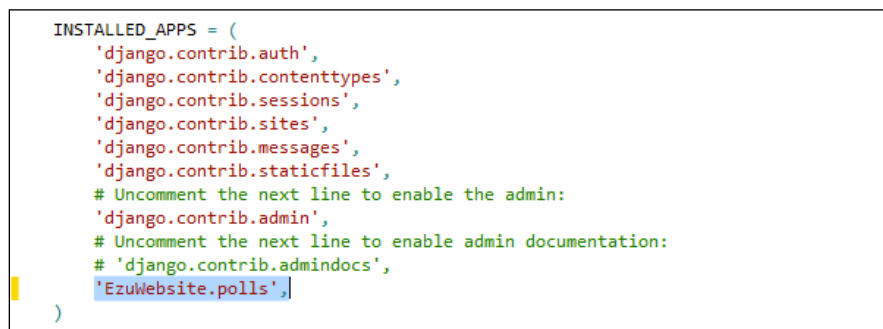 INSTALLED_APPS = (
    'django.contrib.auth',
    'django.contrib.contenttypes',
    'django.contrib.sessions',
    'django.contrib.sites',
    'django.contrib.messages',
    'django.contrib.staticfiles',
    # Uncomment the next line to enable the admin:
    'django.contrib.admin',
    # Uncomment the next line to enable admin documentation:
    # 'django.contrib.admindocs',
    'EzuWebsite.polls',
)